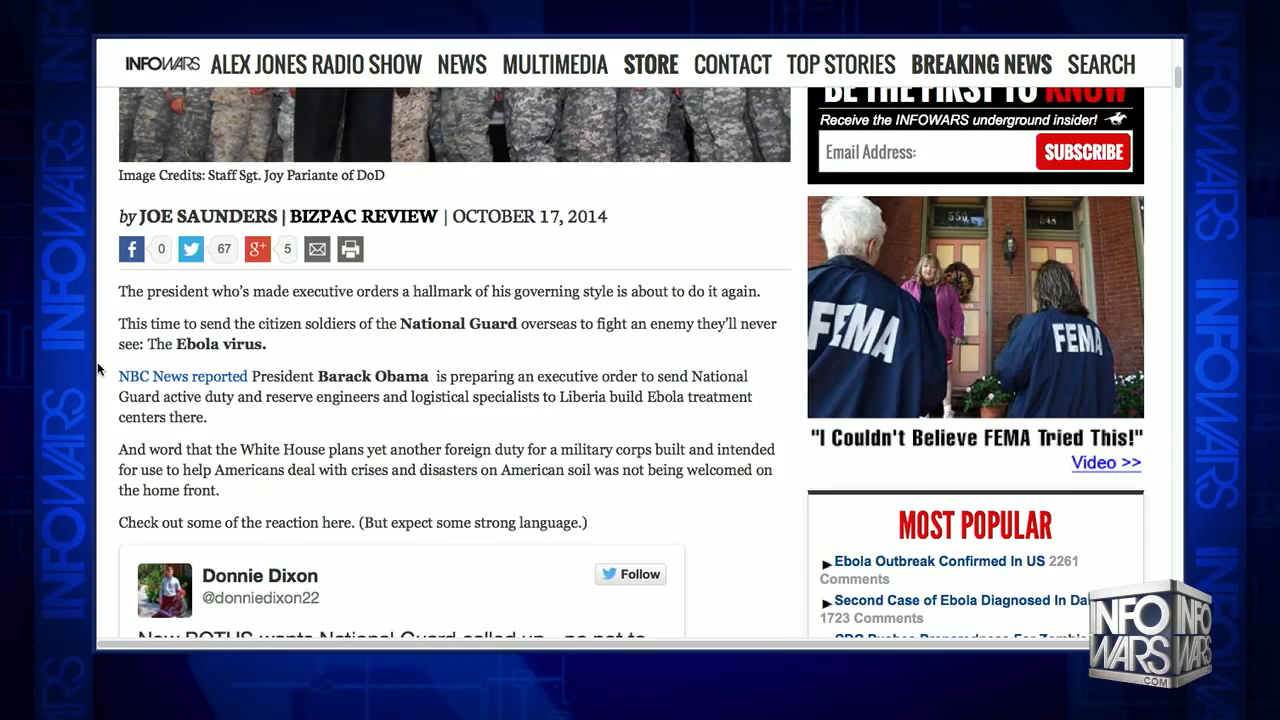 INFOWARS ALEX JONES RADIO SHOW NEWS MULTIMEDIA STORE CONTACT TOP STORIES BREAKING NEWS SEARCH
Image Credits: Staff Sgt. Joy Pariante of DoD
by JOE SAUNDERS | BIZPAC REVIEW | OCTOBER 17, 2014
0 67 5
The president who's made executive orders a hallmark of his governing style is about to do it again.
This time to send the citizen soldiers of the National Guard overseas to fight an enemy they'll never
see: The Ebola virus.
NBC News reported President Barack Obama is preparing an executive order to send National
Guard active duty and reserve engineers and logistical specialists to Liberia build Ebola treatment
centers there.
And word that the White House plans yet another foreign duty for a military corps built and intended
for use to help Americans deal with crises and disasters on American soil was not being welcomed on
the home front.
Check out some of the reaction here. (But expect some strong language.)
Donnie Dixon
@donniedixon22
Follow
Now POTUS wants National Guard called up
BE THE FIRST TO KNOW
Receive the INFOWARS underground insider!
Email Address:
SUBSCRIBE
550
548
FEMA
FEMA
"I Couldn't Believe FEMA Tried This!"
Video >>
MOST POPULAR
Ebola Outbreak Confirmed In US 2261
Comments
Second Case of Ebola Diagnosed In
1723 Comments
INFO
WARS
.COM
INFO
WARS
INFOWARS
INFOWARS
INFOWARS
INFOWARS